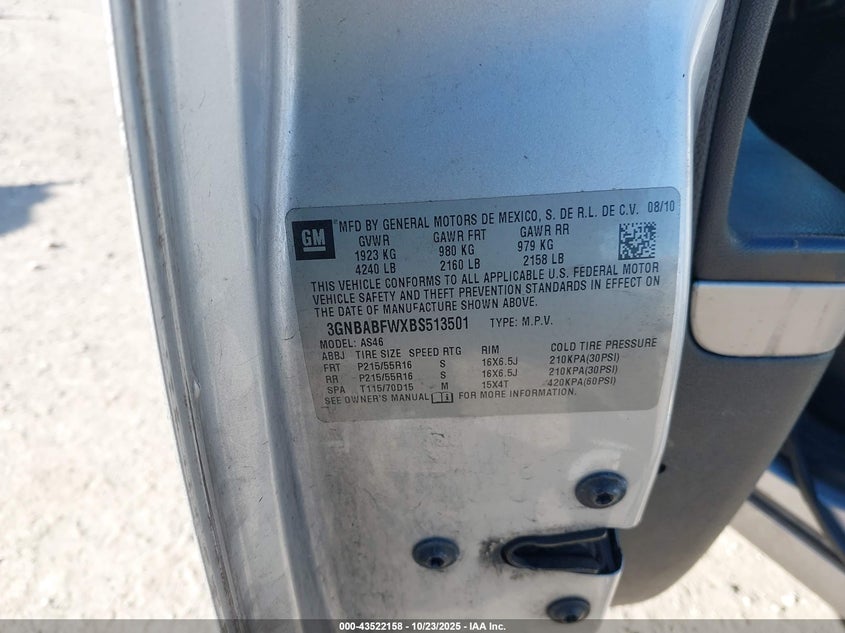 GM
® MFD BY GENERAL MOTORS DE MEXICO, S. DE R.L. DE C.V. 08/10
GVWR GAWR FRT GAWR RR
1923 KG 980 KG 979 KG
4240 LB 2160 LB 2158 LB
THIS VEHICLE CONFORMS TO ALL APPLICABLE U.S. FEDERAL MOTOR
VEHICLE SAFETY AND THEFT PREVENTION STANDARDS IN EFFECT ON
THE DATE OF MANUFACTURE SHOWN ABOVE.
3GNBABFWXBS513501 TYPE: M.P.V.
MODEL: AS46
ABBJ TIRE SIZE SPEED RTG RIM COLD TIRE PRESSURE
FRT P215/55R16 S 16X6.5J 210KPA(30PSI)
RR P215/55R16 S 16X6.5J 210KPA(30PSI)
SPA T115/70D15 M 15X4T 420KPA(60PSI)
SEE OWNER'S MANUAL FOR MORE INFORMATION.
000-43522158 - 10/23/2025 - IAA Inc.